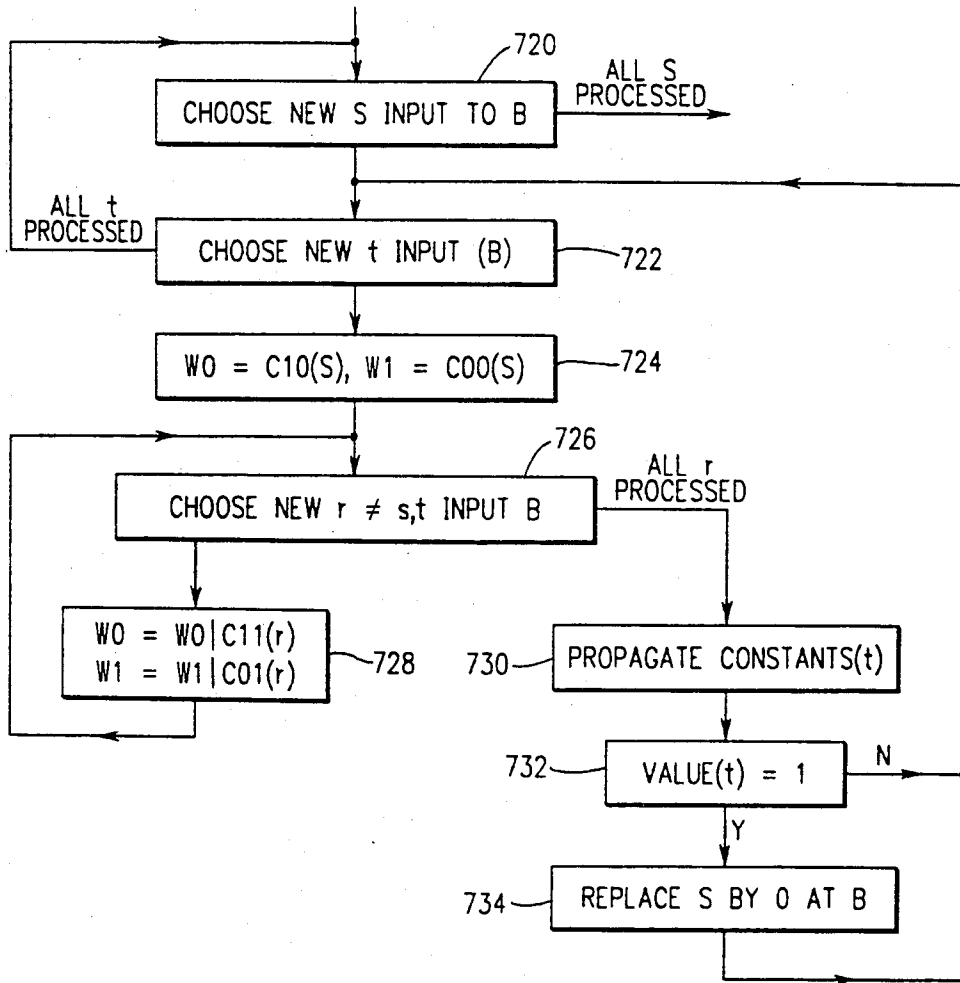 720
CHOOSE NEW S INPUT TO B
ALL S
PROCESSED
ALL t
PROCESSED
CHOOSE NEW t INPUT (B)
722
W0 = C10(S), W1 = C00(S)
724
726
CHOOSE NEW r ≠ s,t INPUT B
ALL r
PROCESSED
W0 = W0|C11(r)
W1 = W1|C01(r)
728
730
PROPAGATE CONSTANTS(t)
732
VALUE(t) = 1
N
Y
734
REPLACE S BY 0 AT B